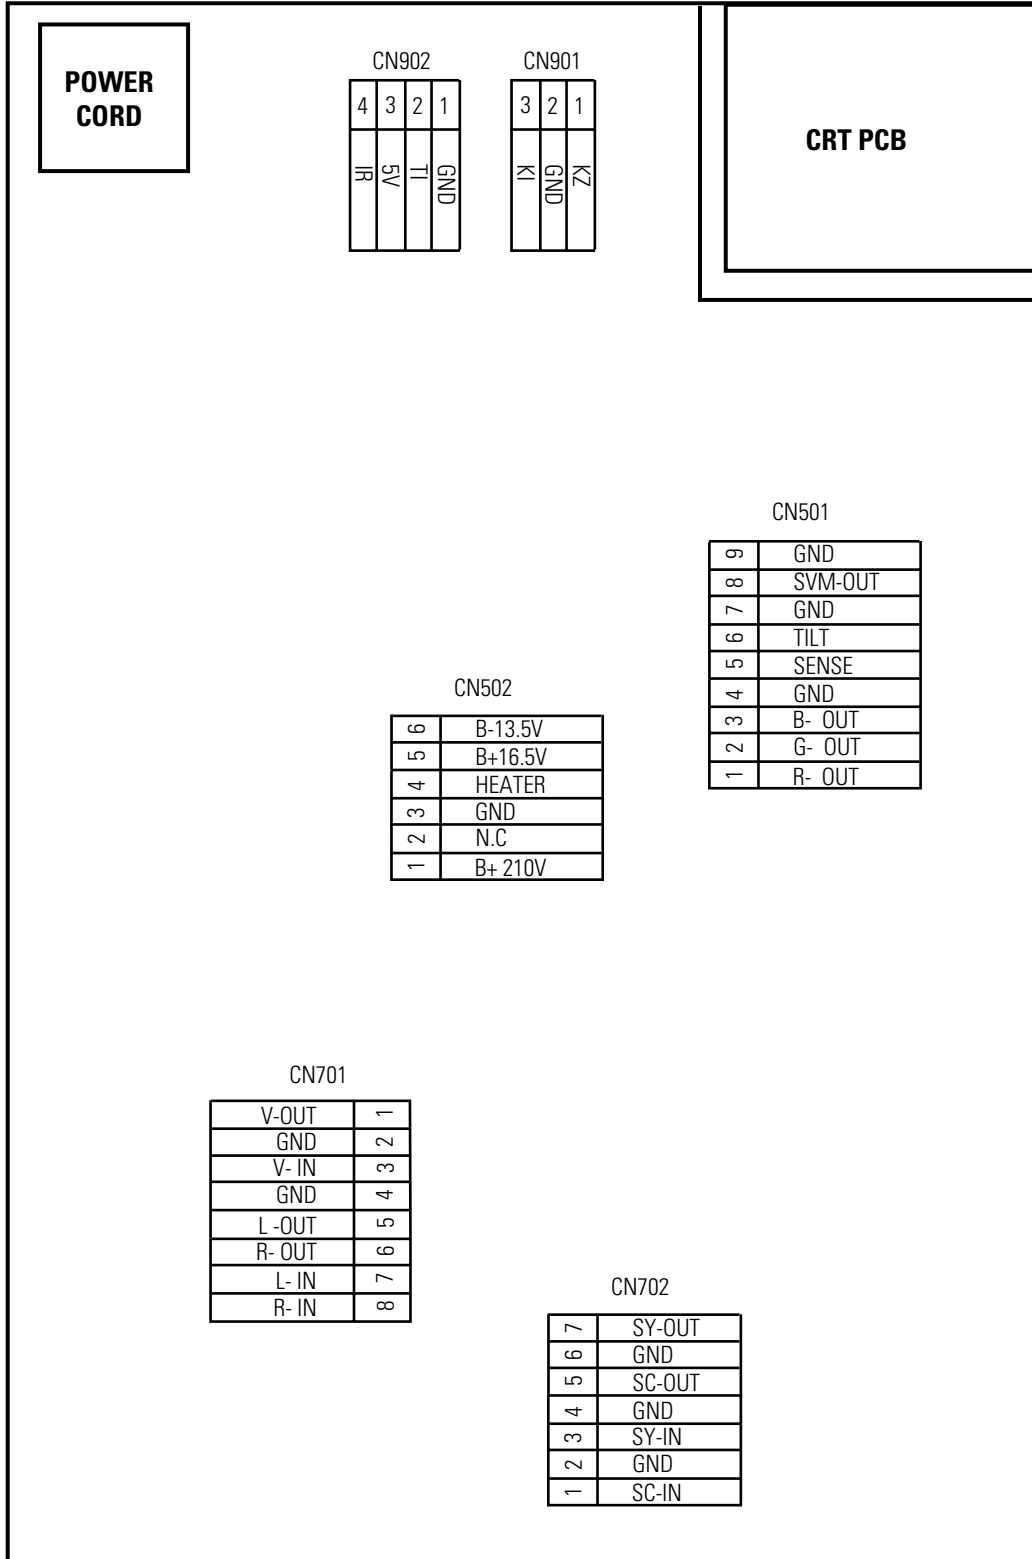 POWER
CORD
CN902
4 3 2 1
IR 5V TI GND
CN901
3 2 1
KI GND KZ
CRT PCB
CN501
9 GND
8 SVM-OUT
7 GND
6 TILT
5 SENSE
4 GND
3 B- OUT
2 G- OUT
1 R- OUT
CN502
6 B-13.5V
5 B+16.5V
4 HEATER
3 GND
2 N.C
1 B+ 210V
CN701
V-OUT 1
GND 2
V- IN 3
GND 4
L -OUT 5
R- OUT 6
L- IN 7
R- IN 8
CN702
7 SY-OUT
6 GND
5 SC-OUT
4 GND
3 SY-IN
2 GND
1 SC-IN